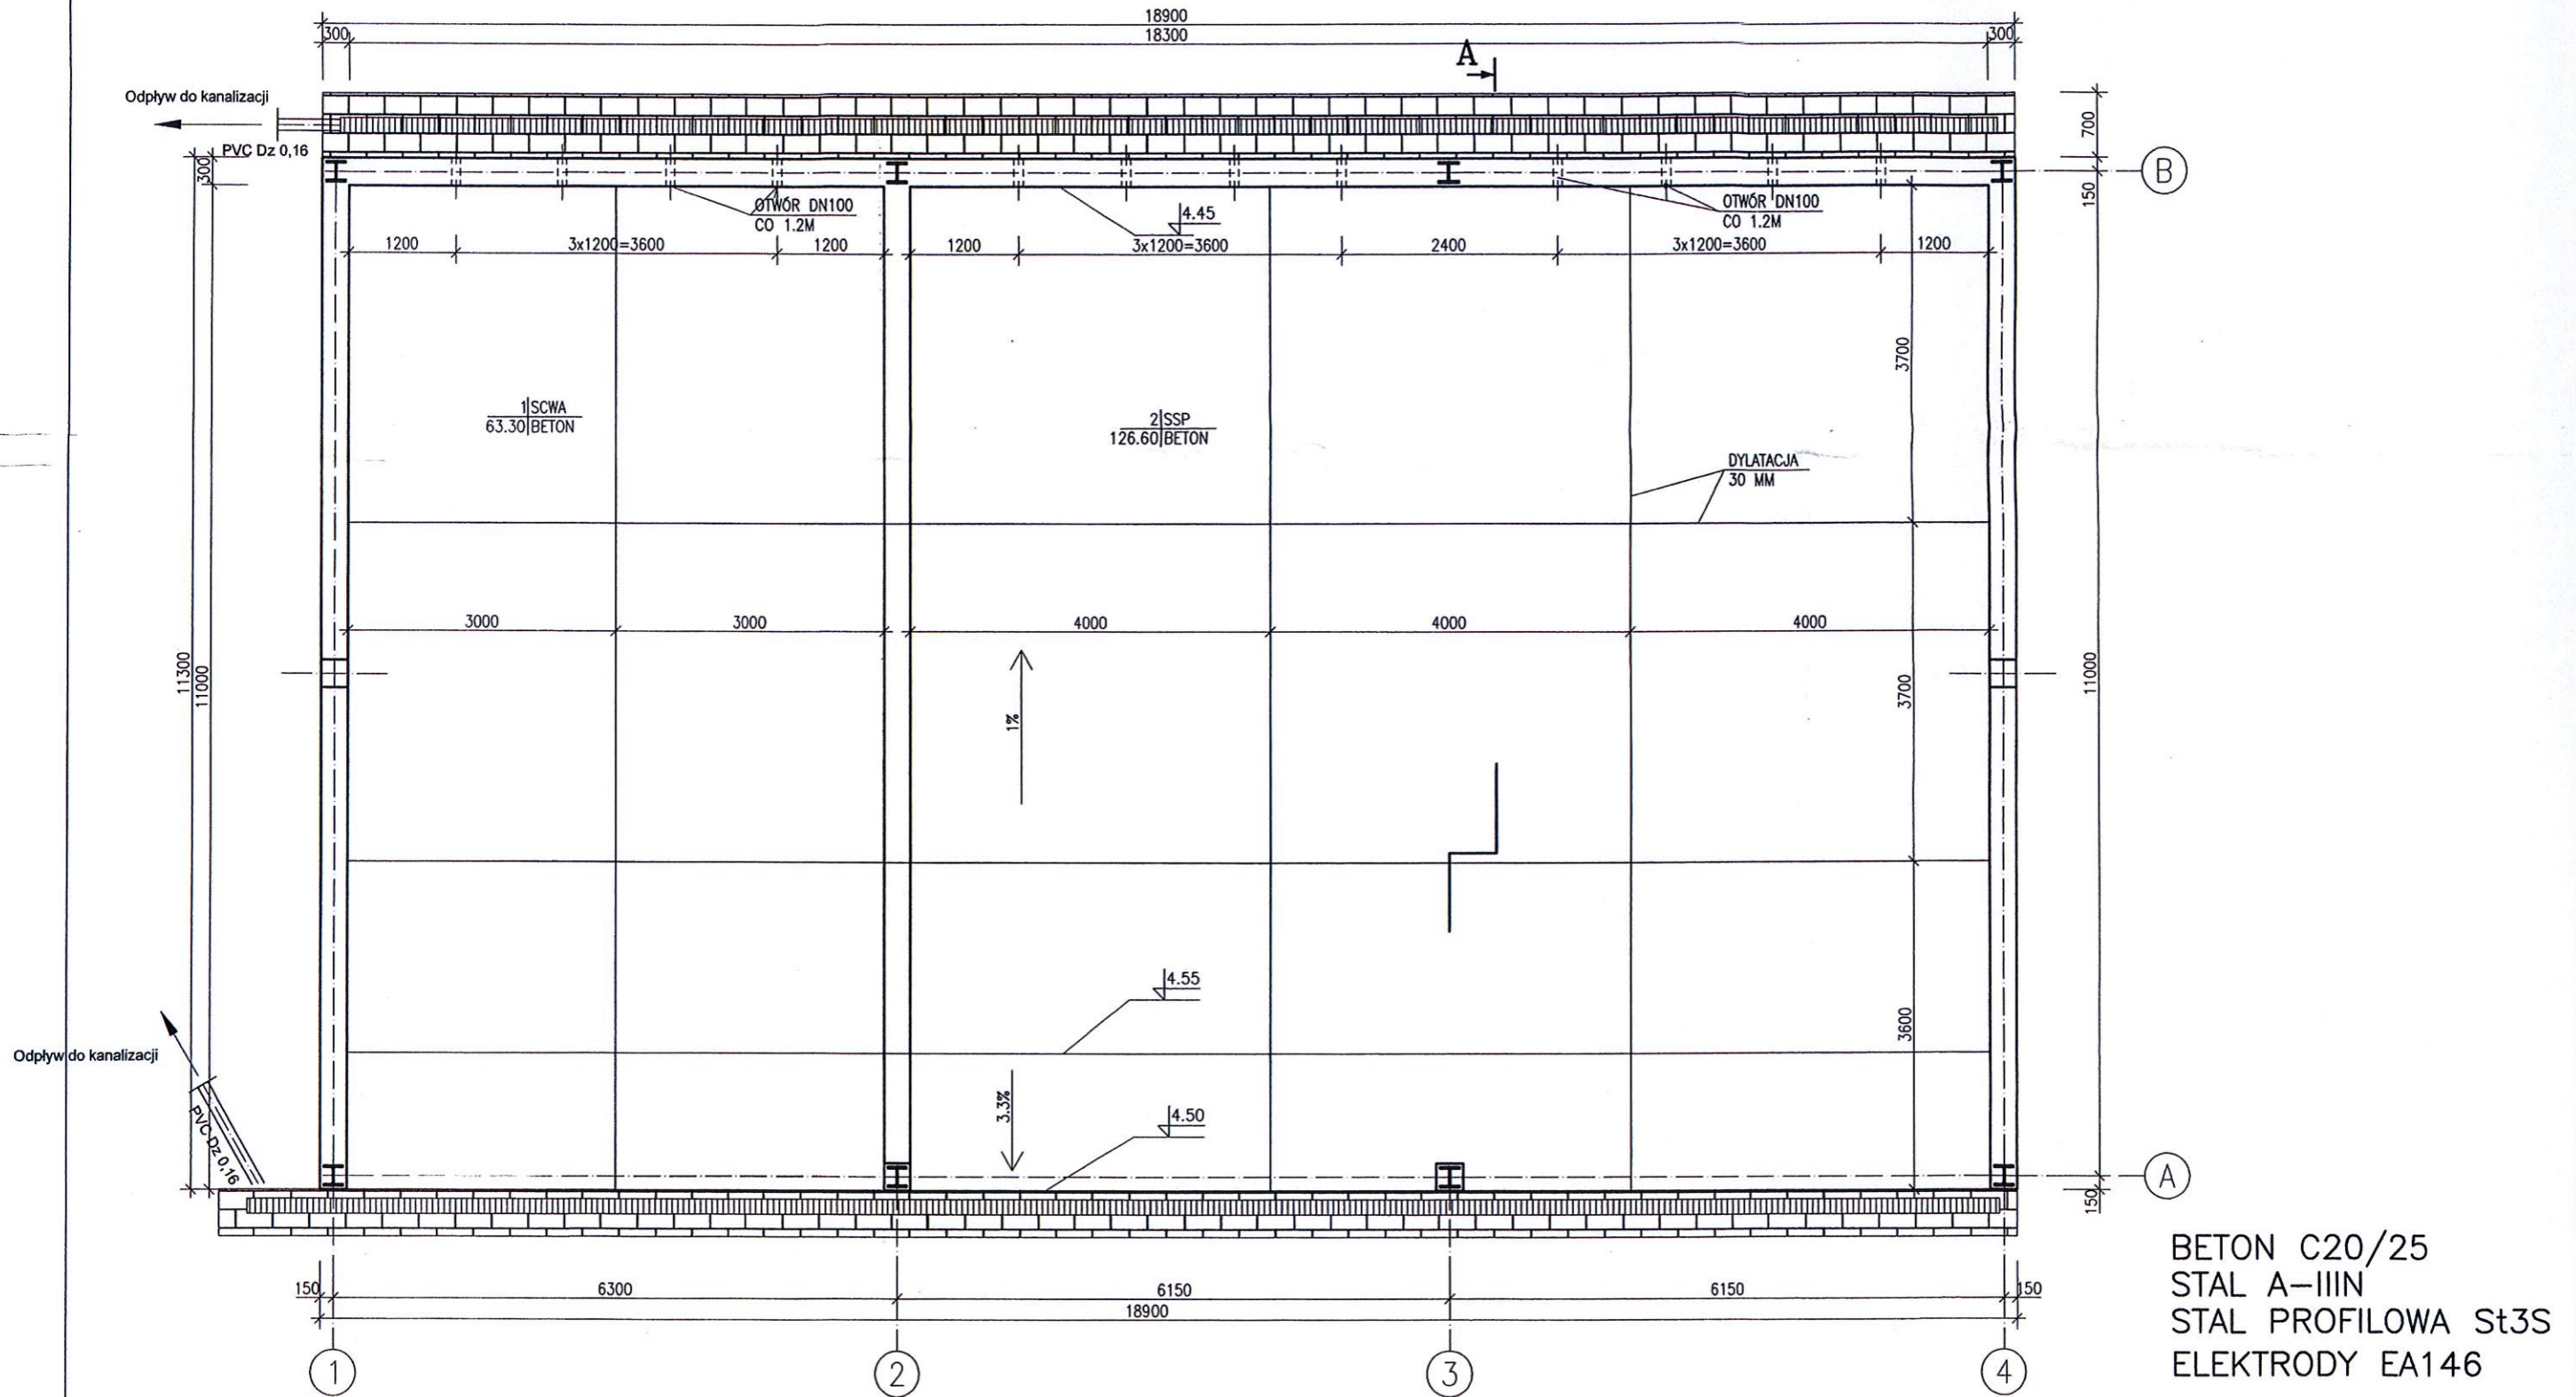 18900
300 18300 300
A
Odpływ do kanalizacji
PVC Dz 0,16
300
700
B
150
OTWÓR DN100
CO 1.2M
4.45
OTWÓR DN100
CO 1.2M
1200 3x1200=3600 1200 1200 3x1200=3600 2400 3x1200=3600 1200
3700
1 SCWA
63.30 BETON
2 SSP
126.60 BETON
DYLATACJA
30 MM
3000 3000 4000 4000 4000
11300
11000
1%
3700
11000
4.55
3600
Odpływ do kanalizacji
PVC Dz 0,16
3.3%
4.50
A
150
150 6300 6150 6150 150
18900
1 2 3 4
BETON C20/25
STAL A-IIIN
STAL PROFILOWA St3S
ELEKTRODY EA146